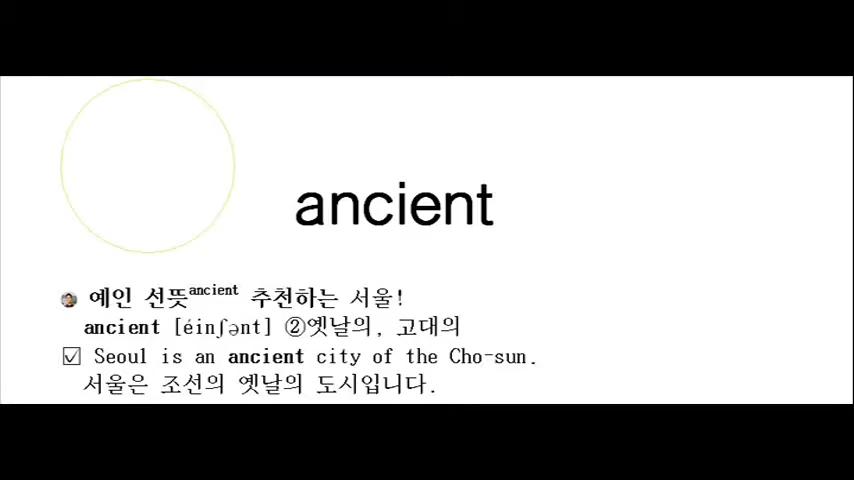 ancient
예인 선뜻ancient 추천하는 서울!
ancient [éinʃənt] ②옛날의, 고대의
☑ Seoul is an ancient city of the Cho-sun.
서울은 조선의 옛날의 도시입니다.